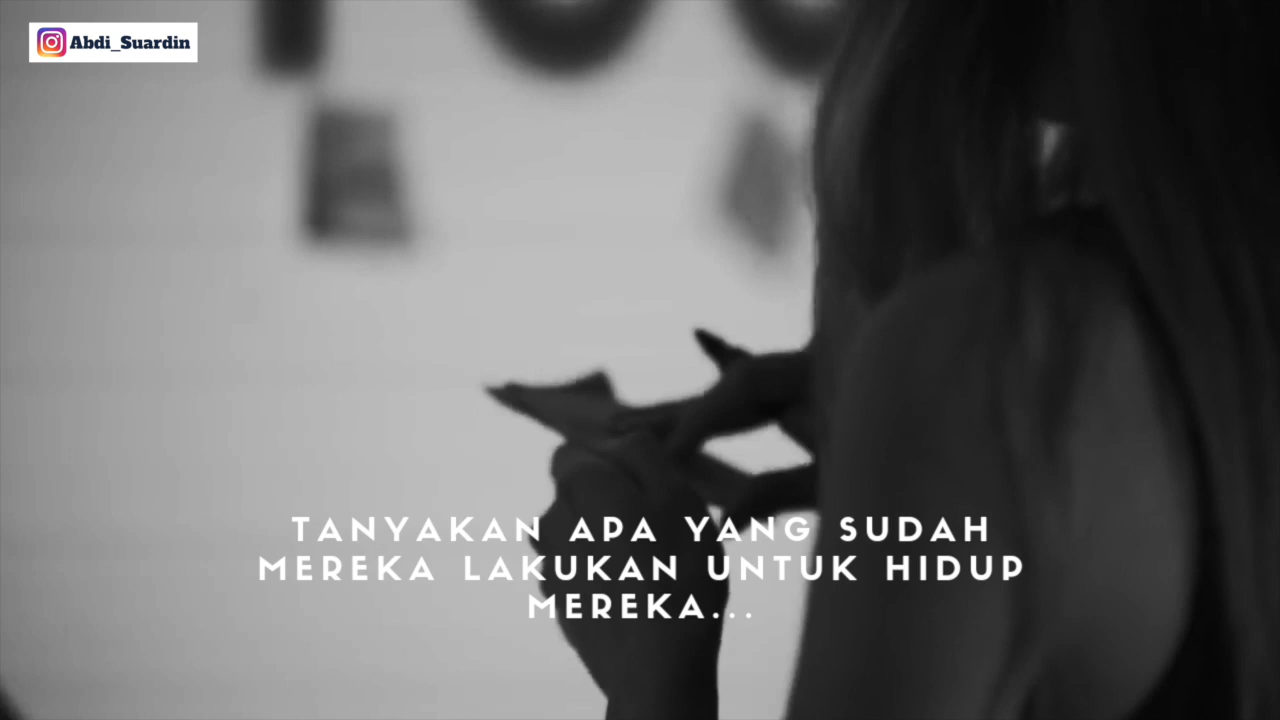 Abdi_Suardin
TANYAKAN APA YANG SUDAH
MEREKA LAKUKAN UNTUK HIDUP
MEREKA...